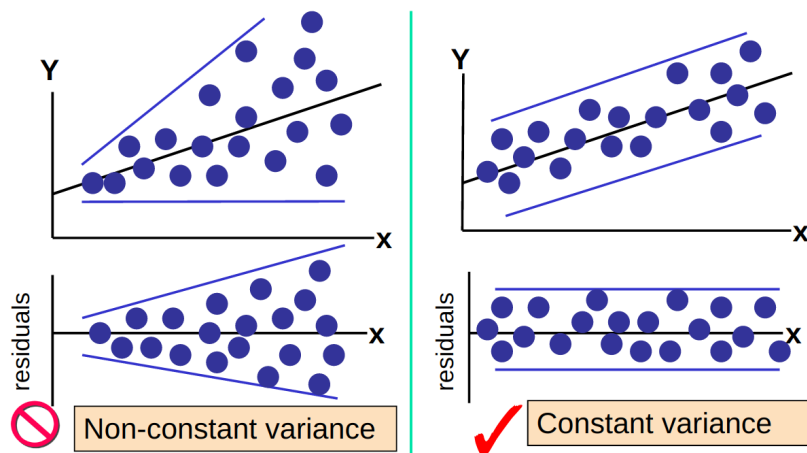 Y
x
residuals
x
Non-constant variance
Y
x
residuals
x
Constant variance